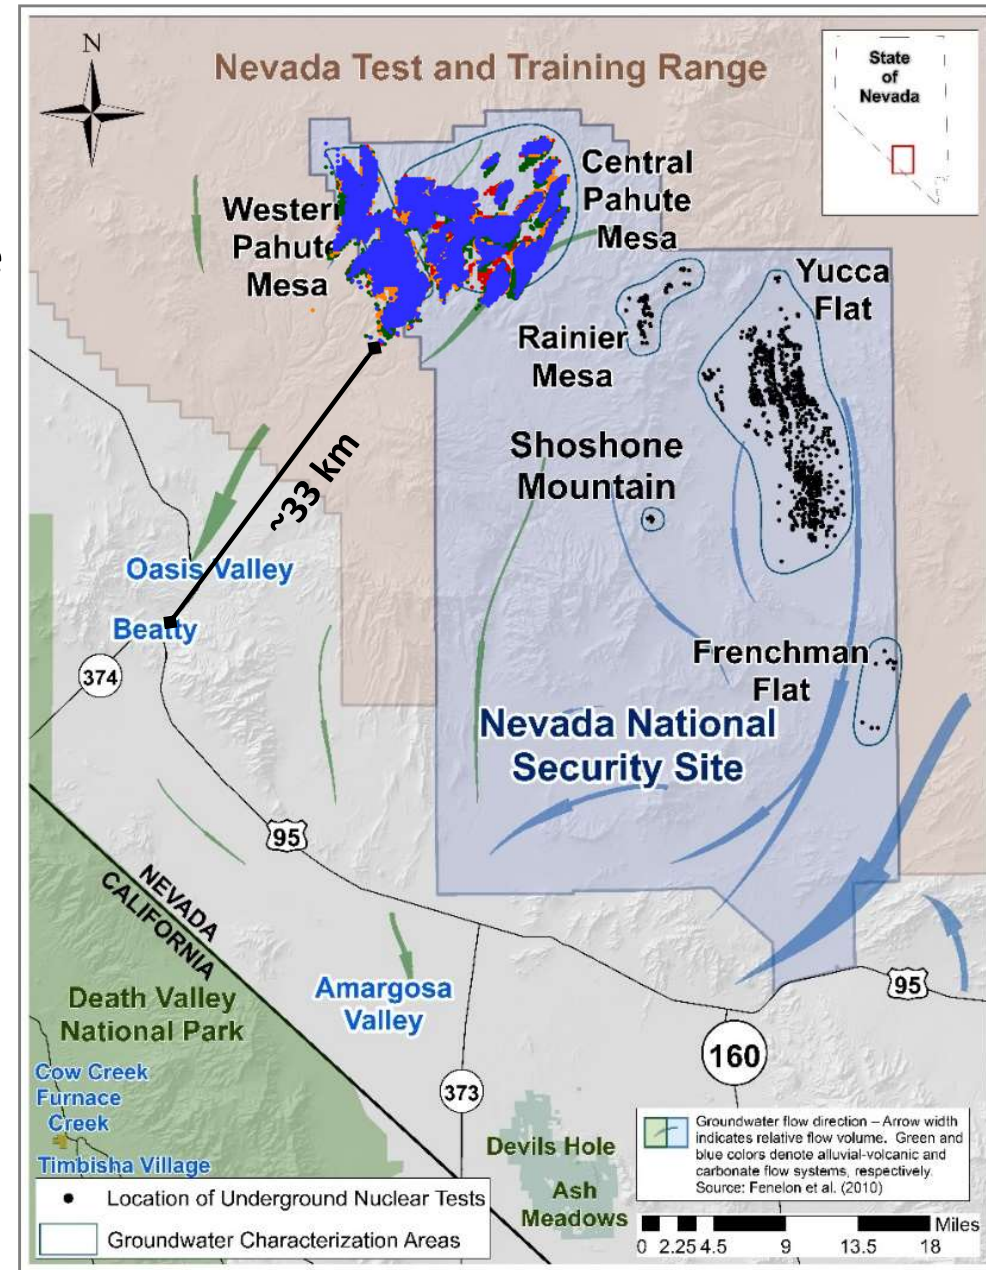 N
Nevada Test and Training Range
State
of
Nevada
Western
Pahute
Mesa
Central
Pahute
Mesa
Yucca
Flat
Rainier
Mesa
Shoshone
Mountain
~33 km
Oasis Valley
Beatty
374
Frenchman
Flat
Nevada National
Security Site
95
NEVADA
CALIFORNIA
Death Valley
National Park
Amargosa
Valley
95
160
Cow Creek
Furnace
Creek
373
Timbisha Village
Devils Hole
Ash
Meadows
Groundwater flow direction – Arrow width
indicates relative flow volume. Green and
blue colors denote alluvial-volcanic and
carbonate flow systems, respectively.
Source: Fenelon et al. (2010)
Location of Underground Nuclear Tests
Groundwater Characterization Areas
Miles
0 2.25 4.5 9 13.5 18